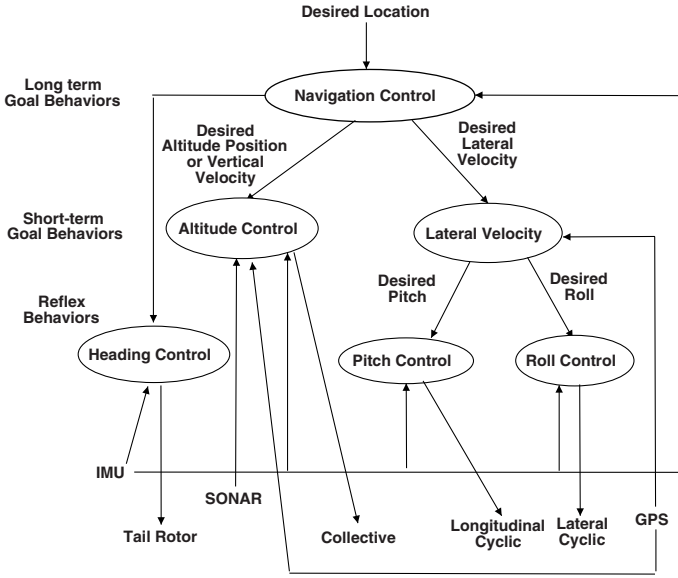 Desired Location
Long term
Goal Behaviors
Navigation Control
Desired
Altitude Position
or Vertical
Velocity
Desired
Lateral
Velocity
Short-term
Goal Behaviors
Altitude Control
Lateral Velocity
Desired
Pitch
Desired
Roll
Reflex
Behaviors
Heading Control
Pitch Control
Roll Control
IMU
SONAR
Tail Rotor
Collective
Longitudinal
Cyclic
Lateral
Cyclic
GPS